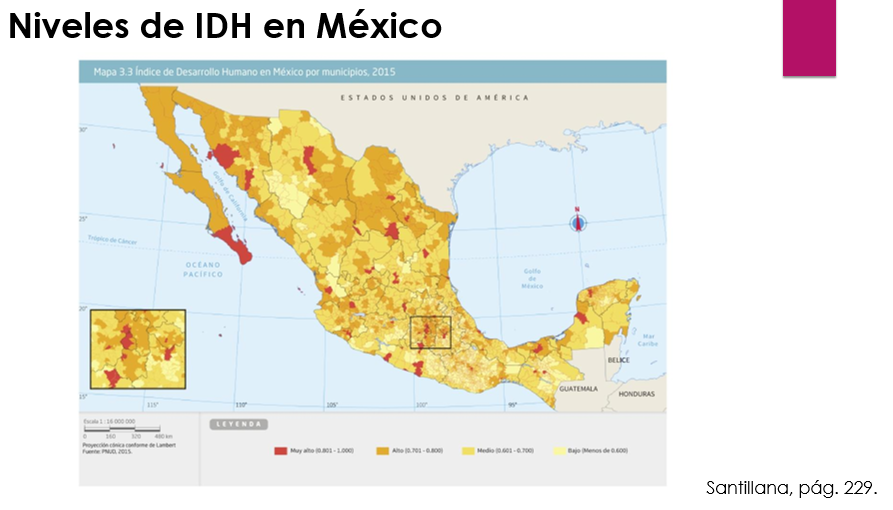 Niveles de IDH en México
Mapa 3.3 Índice de Desarrollo Humano en México por municipios, 2015
ESTADOS UNIDOS DE AMÉRICA
30°
Golfo de California
25°
Trópico de Cáncer
OCÉANO
PACÍFICO
N
Golfo
de
México
20°
Mar
Caribe
BELICE
GUATEMALA
HONDURAS
15°
115°
110°
105°
100°
95°
Escala 1 : 16 000 000
0 160 320 480 km
Proyección cónica conforme de Lambert
Fuente: PNUD, 2015.
LEYENDA
Muy alto (0.801 - 1.000)
Alto (0.701 - 0.800)
Medio (0.601 - 0.700)
Bajo (Menos de 0.600)
Santillana, pág. 229.